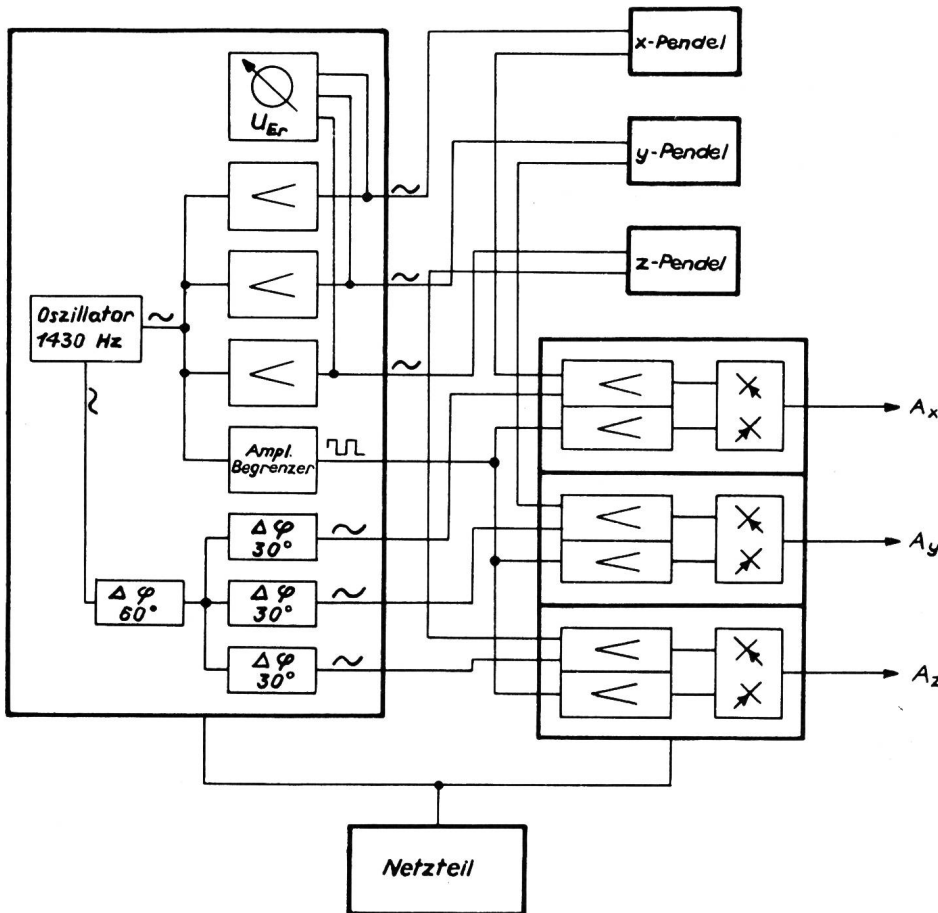 x-Pendel
U_Er
y-Pendel
z-Pendel
Oszillator
1430 Hz
A_x
Ampl.
Begrenzer
Δφ
30°
A_y
Δφ
60°
Δφ
30°
Δφ
30°
A_z
Netzteil